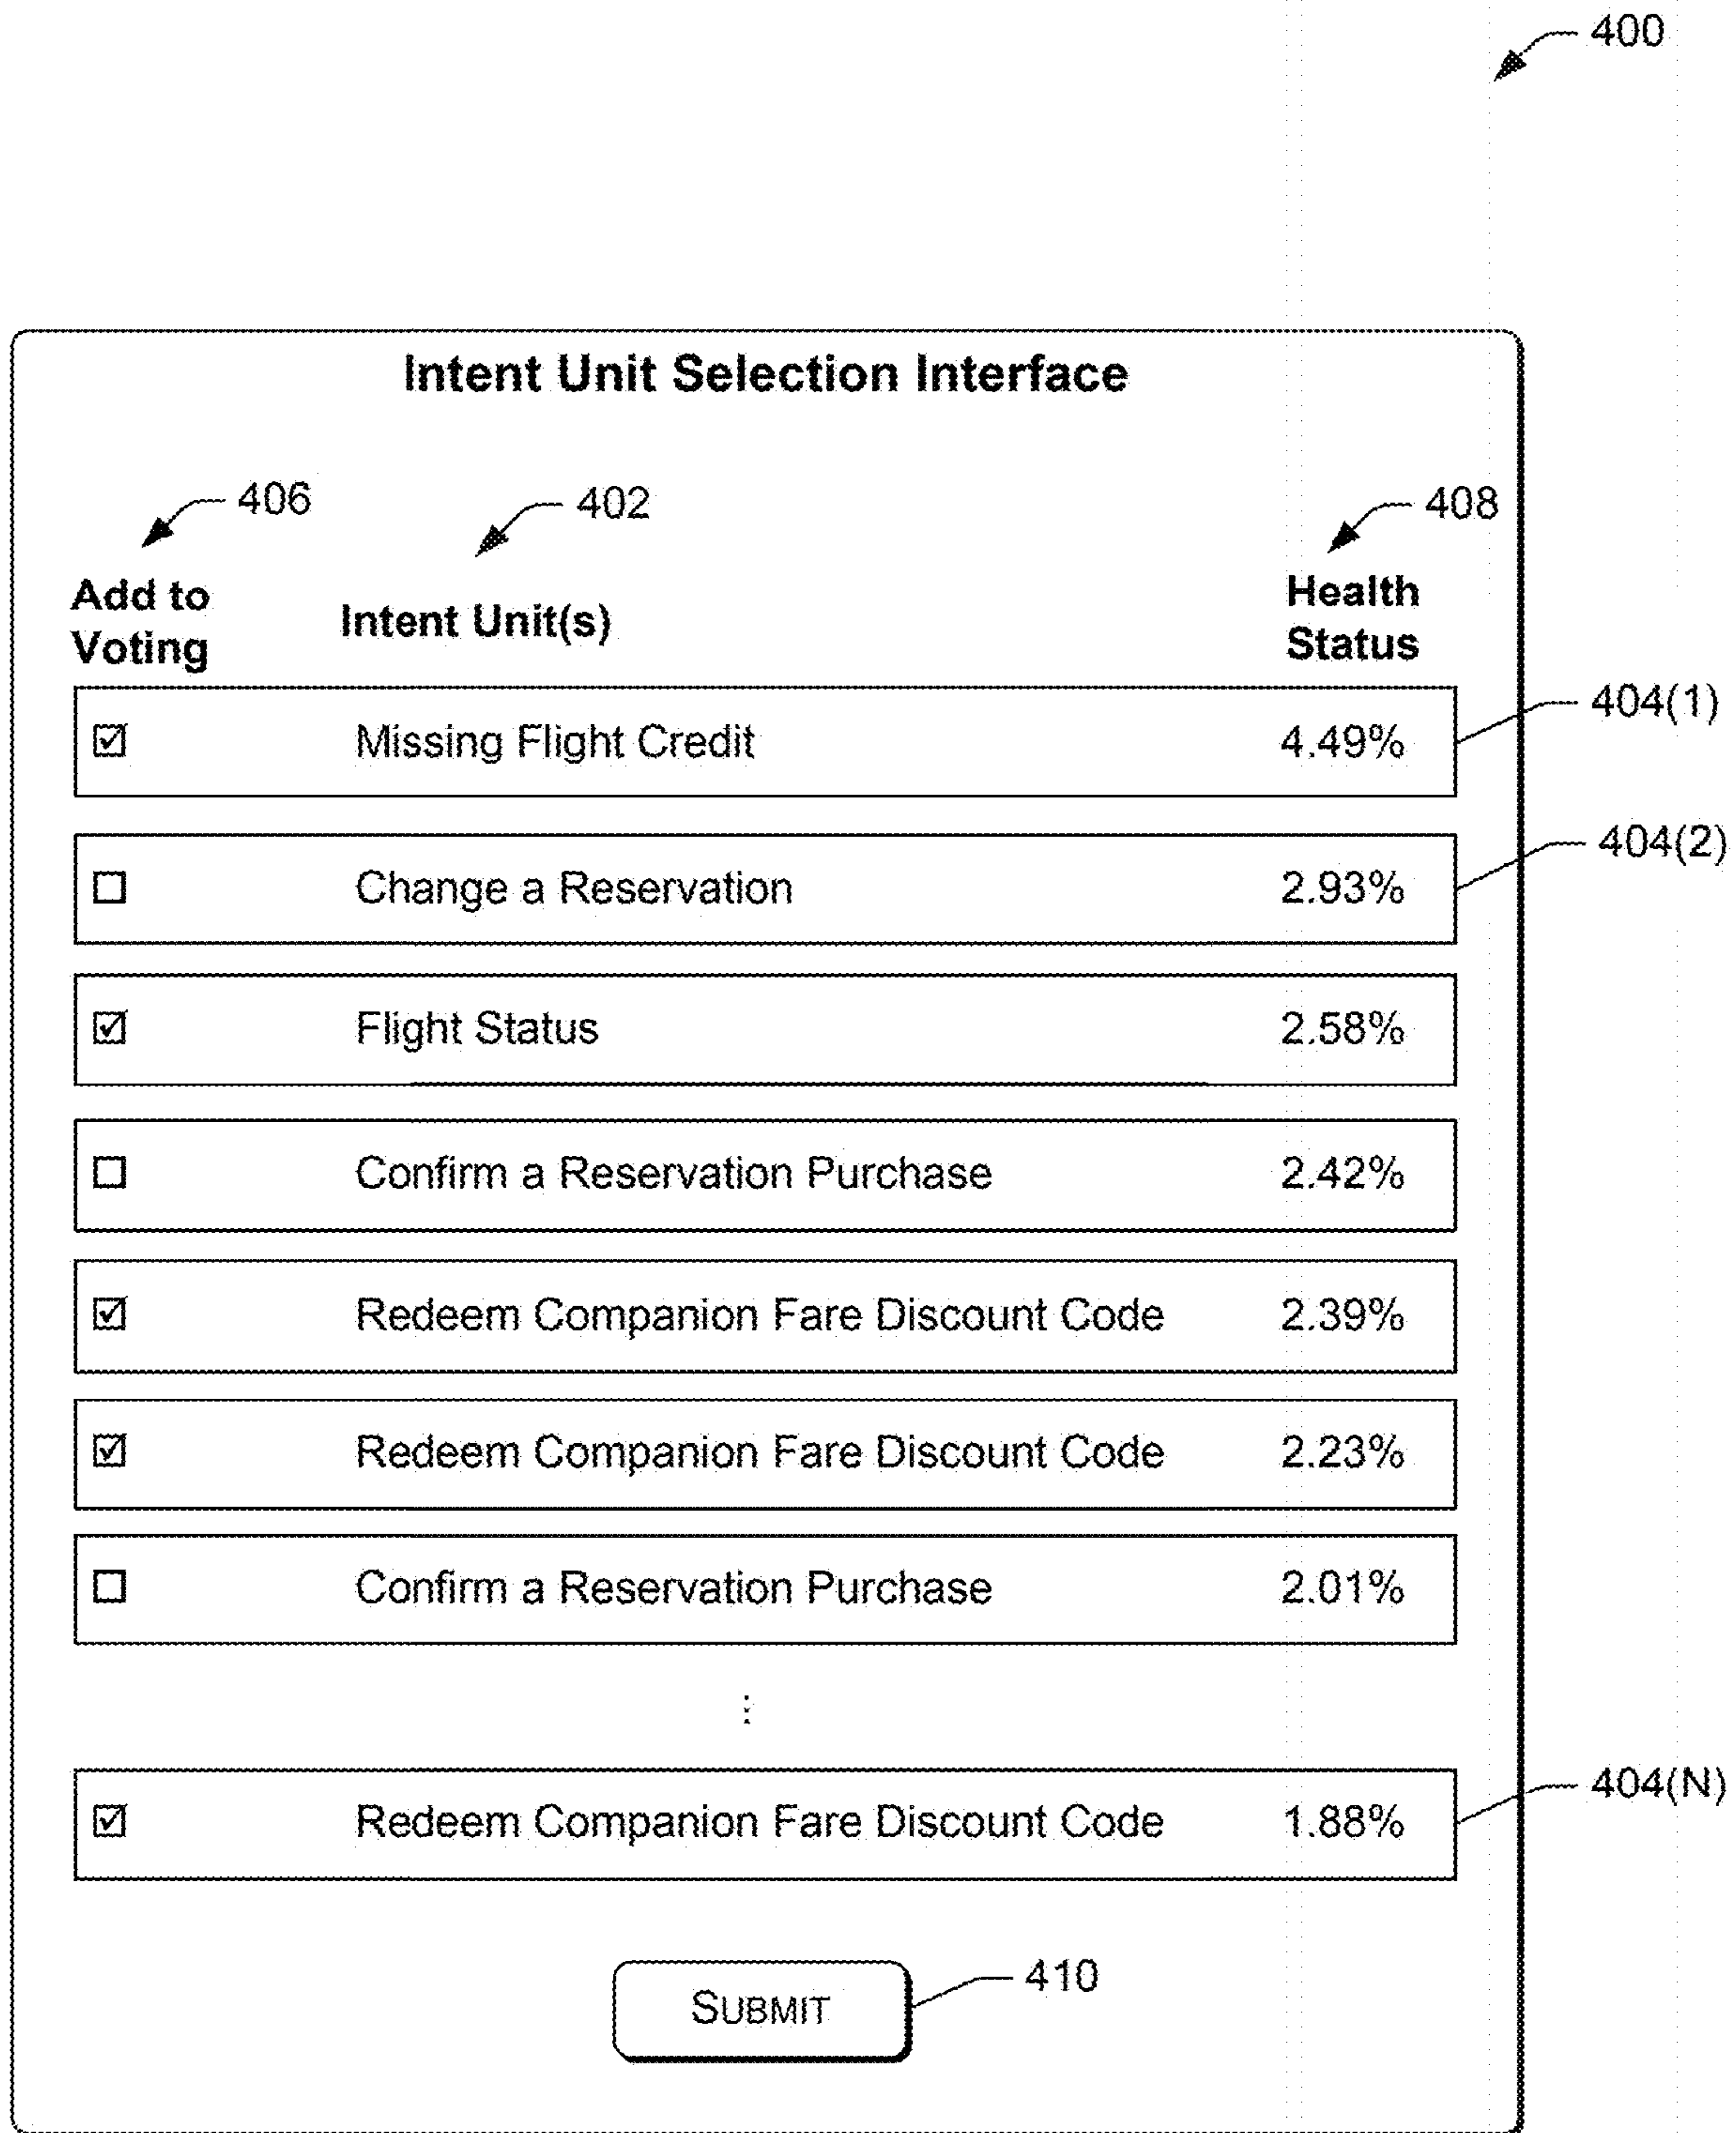 400
Intent Unit Selection Interface
406
402
408
Add to
Voting
Intent Unit(s)
Health
Status
Missing Flight Credit 4.49%
404(1)
Change a Reservation 2.93%
404(2)
Flight Status 2.58%
Confirm a Reservation Purchase 2.42%
Redeem Companion Fare Discount Code 2.39%
Redeem Companion Fare Discount Code 2.23%
Confirm a Reservation Purchase 2.01%
Redeem Companion Fare Discount Code 1.88%
404(N)
SUBMIT
410